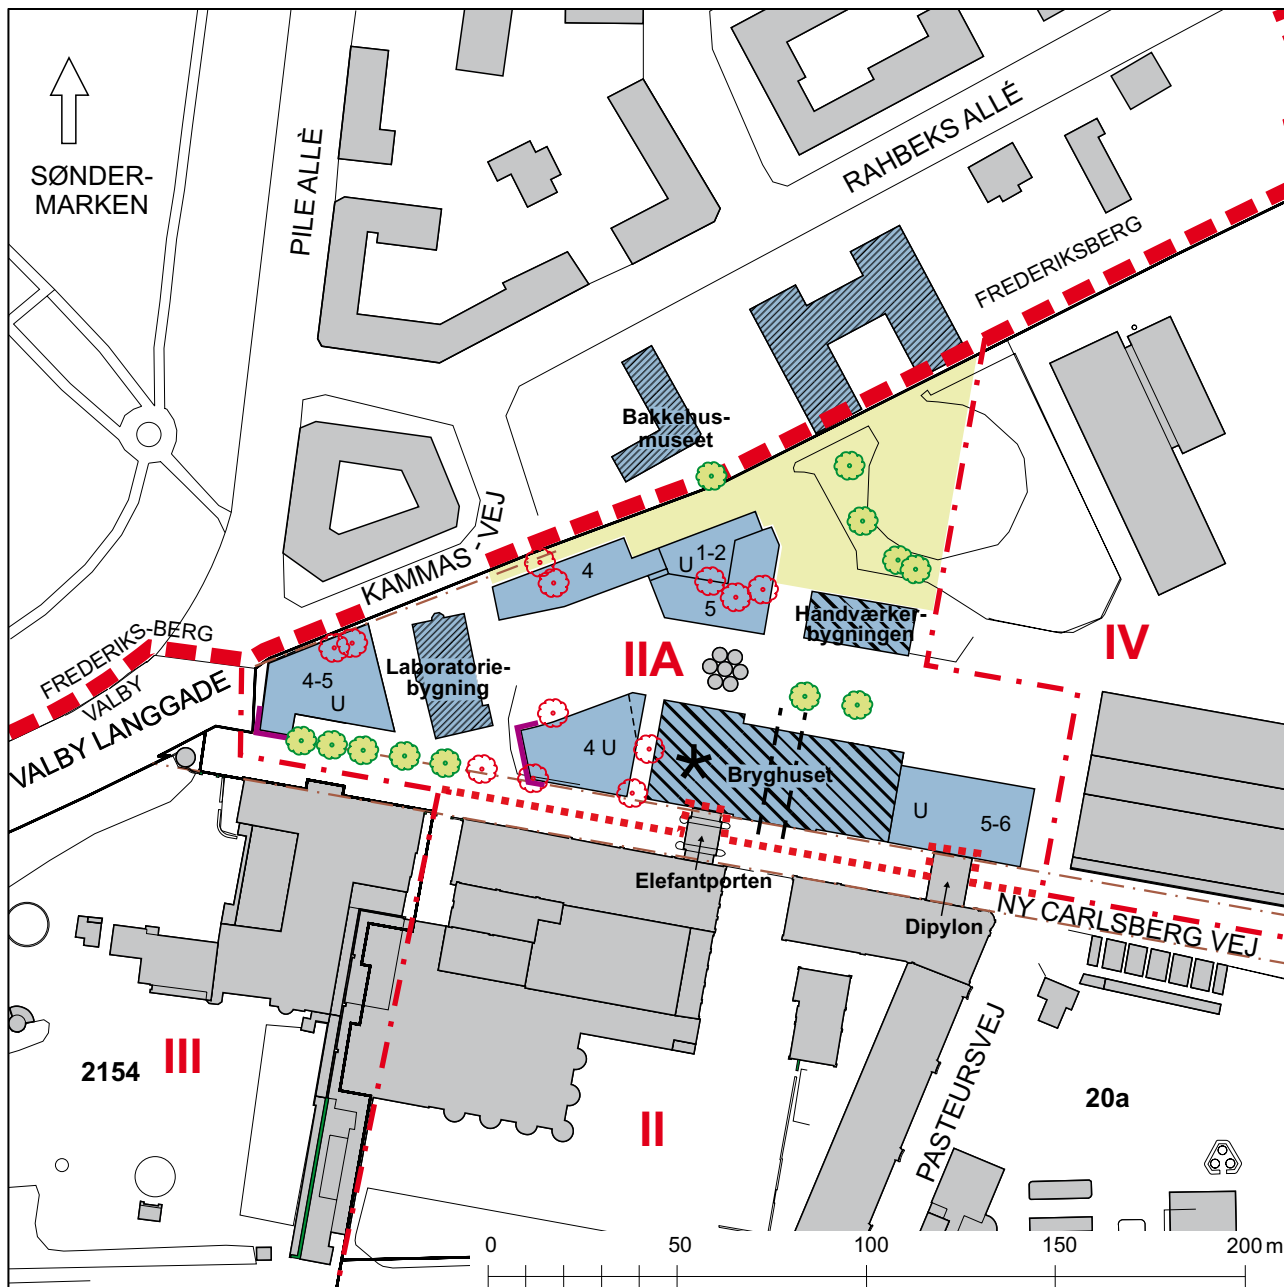 SØNDER-
MARKEN
PILE ALLÈ
RAHBEKS ALLÉ
FREDERIKSBERG
Bakkehus-
museet
KAMMAS - VEJ
4
U
1-2
5
Håndværker-
bygningen
FREDERIKS-BERG
VALBY
VALBY LANGGADE
4-5
U
Laboratorie-
bygning
IIA
IV
4 U
Bryghuset
U
5-6
Elefantporten
Dipylon
NY CARLSBERG VEJ
2154
III
II
PASTEURSVEJ
20a
0 50 100 150 200 m